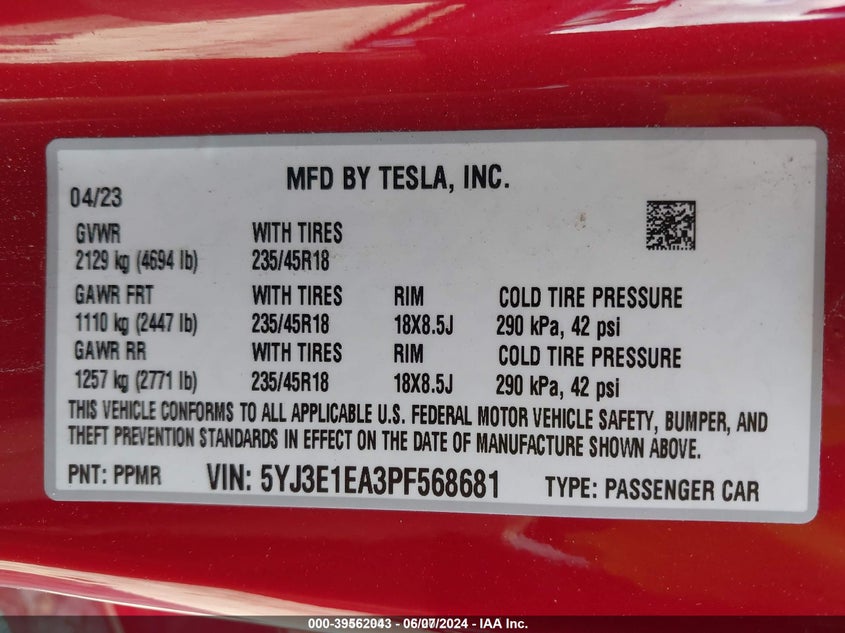 MFD BY TESLA, INC.
04/23
GVWR WITH TIRES
2129 kg (4694 lb) 235/45R18
GAWR FRT WITH TIRES RIM COLD TIRE PRESSURE
1110 kg (2447 lb) 235/45R18 18X8.5J 290 kPa, 42 psi
GAWR RR WITH TIRES RIM COLD TIRE PRESSURE
1257 kg (2771 lb) 235/45R18 18X8.5J 290 kPa, 42 psi
THIS VEHICLE CONFORMS TO ALL APPLICABLE U.S. FEDERAL MOTOR VEHICLE SAFETY, BUMPER, AND
THEFT PREVENTION STANDARDS IN EFFECT ON THE DATE OF MANUFACTURE SHOWN ABOVE.
PNT: PPMR VIN: 5YJ3E1EA3PF568681 TYPE: PASSENGER CAR
000-39562043 - 06/07/2024 - IAA Inc.